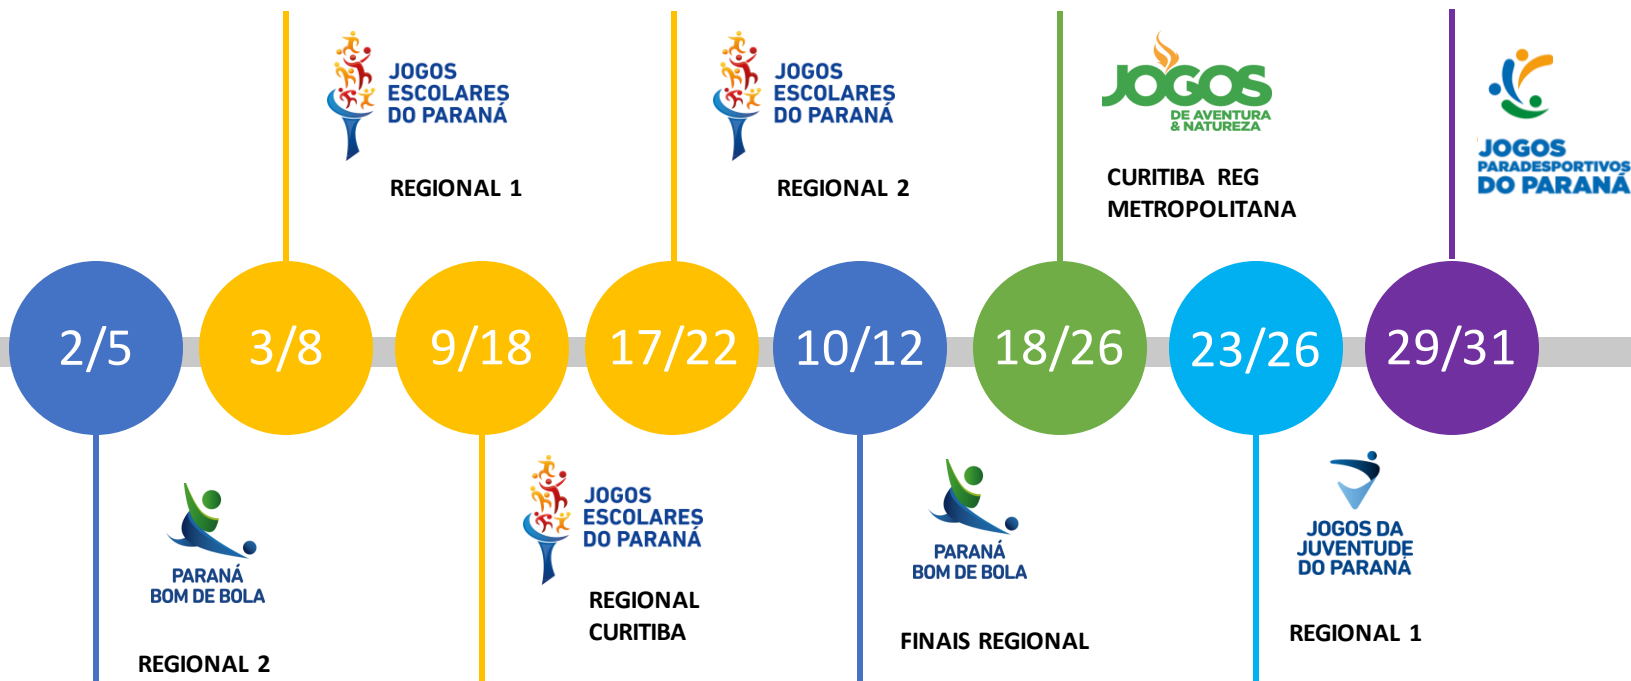 JOGOS
ESCOLARES
DO PARANÁ
REGIONAL 1
JOGOS
ESCOLARES
DO PARANÁ
REGIONAL 2
JOGOS
DE AVENTURA
& NATUREZA
CURITIBA REG
METROPOLITANA
JOGOS
PARADESPORTIVOS
DO PARANÁ
2/5
3/8
9/18
17/22
10/12
18/26
23/26
29/31
PARANÁ
BOM DE BOLA
REGIONAL 2
JOGOS
ESCOLARES
DO PARANÁ
REGIONAL
CURITIBA
PARANÁ
BOM DE BOLA
FINAIS REGIONAL
JOGOS DA
JUVENTUDE
DO PARANÁ
REGIONAL 1